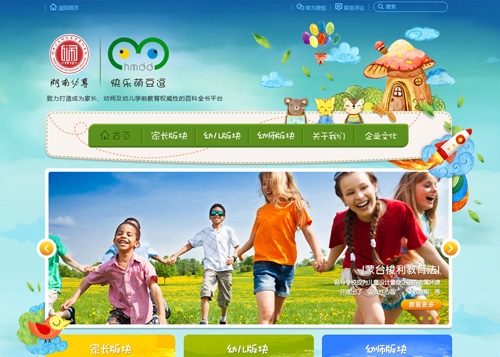 返回首页
官方微信
留言评论
搜索
湖南幼专
hmdd
快乐萌豆逗
致力打造成为家长、幼师及幼儿学前教育权威性的百科全书平台
首页 家长版块 幼儿版块 幼师版块 关于我们 企业文化
蒙台梭利教育法
查看更多
家长版块 幼儿版块 幼师版块